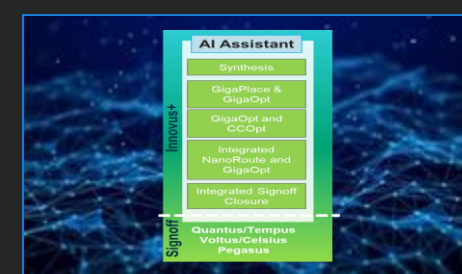 AI Assistant
Synthesis
GigaPlace &
GigaOpt
GigaOpt and
CCOpt
Integrated
NanoRoute and
GigaOpt
Integrated Signoff
Closure
Innovus+
Quantus/Tempus
Voltus/Celsius
Pegasus
Signoff